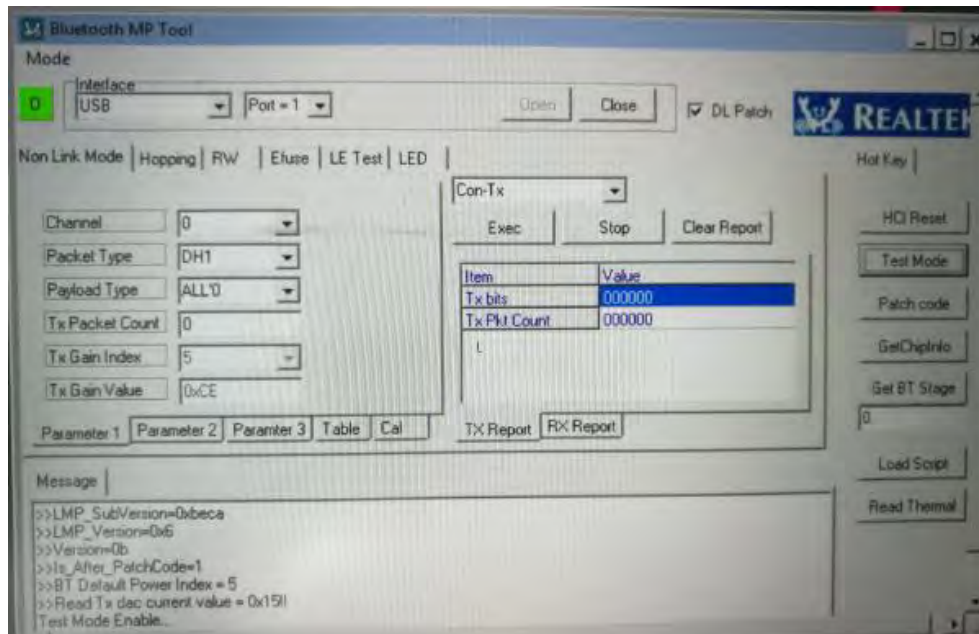 Bluetooth MP Tool
Mode
Interface
D
USB
Port = 1
Open
Close
DL Patch
REALTEK
Non Link Mode
Hopping
RW
Efuse
LE Test
LED
Hot Key
Con-Tx
Channel
0
Exec
Stop
Clear Report
HCI Reset
Packet Type
DH1
Test Mode
Item
Value
Payload Type
ALL'0
Tx bits
000000
Patch code
Tx Packet Count
0
Tx Pkt Count
000000
GetChipInfo
Tx Gain Index
5
Get BT Stage
Tx Gain Value
0xCE
0
Parameter 1
Parameter 2
Paramter 3
Table
Cal
TX Report
RX Report
Load Script
Message
Read Thermal
>>LMP_SubVersion=0xbeca
>>LMP_Version=0x6
>>Version=0b
>>Is_After_PatchCode=1
>>BT Default Power Index = 5
>>Read Tx dac current value = 0x15!!
Test Mode Enable...